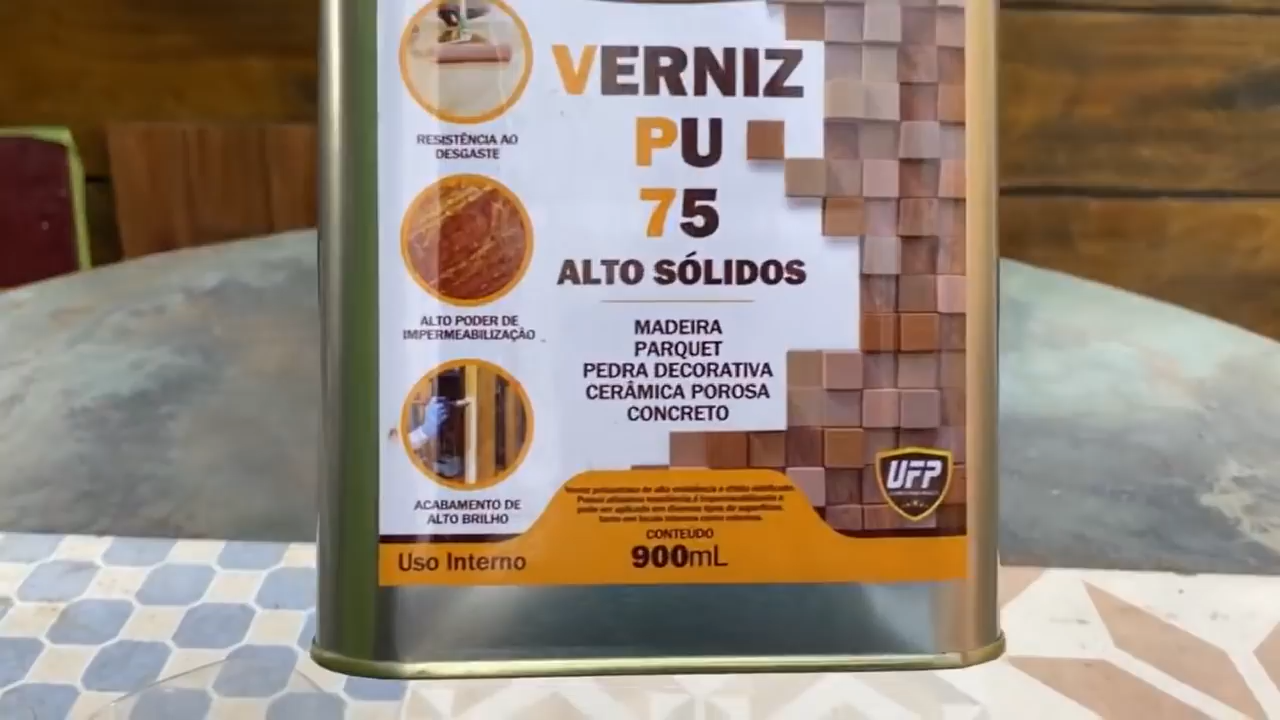 VERNIZ
PU
75
ALTO SÓLIDOS
MADEIRA
PARQUET
PEDRA DECORATIVA
CERÂMICA POROSA
CONCRETO
RESISTÊNCIA AO
DESGASTE
ALTO PODER DE
IMPERMEABILIZAÇÃO
ACABAMENTO DE
ALTO BRILHO
UFP
CONTEÚDO
900mL
Uso Interno